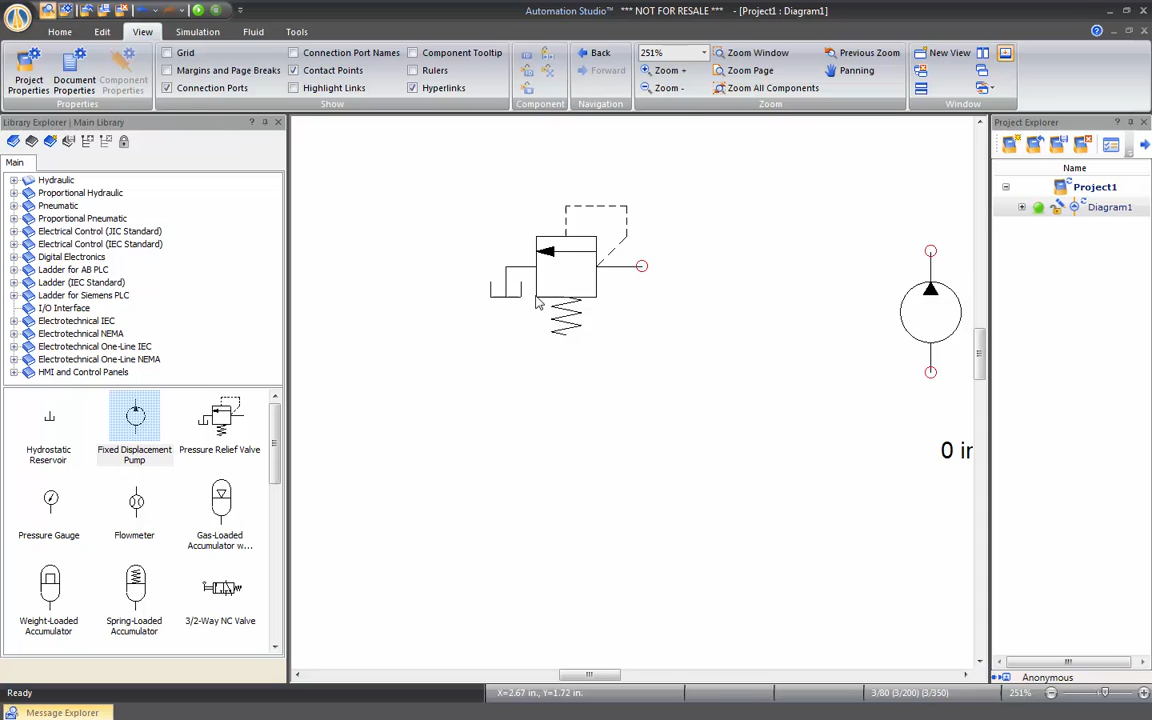 Automation Studio™ *** NOT FOR RESALE *** - [Project1 : Diagram1]
Home Edit View Simulation Fluid Tools
Project Properties
Document Properties
Component Properties
Properties
Grid
Margins and Page Breaks
Connection Ports
Connection Port Names
Contact Points
Highlight Links
Component Tooltip
Rulers
Hyperlinks
Show
Component
Back
Forward
Navigation
251%
Zoom +
Zoom -
Zoom Window
Zoom Page
Zoom All Components
Previous Zoom
Panning
Zoom
New View
Window
Library Explorer | Main Library
Main
Hydraulic
Proportional Hydraulic
Pneumatic
Proportional Pneumatic
Electrical Control (JIC Standard)
Electrical Control (IEC Standard)
Digital Electronics
Ladder for AB PLC
Ladder (IEC Standard)
Ladder for Siemens PLC
I/O Interface
Electrotechnical IEC
Electrotechnical NEMA
Electrotechnical One-Line IEC
Electrotechnical One-Line NEMA
HMI and Control Panels
Hydrostatic Reservoir
Fixed Displacement Pump
Pressure Relief Valve
Pressure Gauge
Flowmeter
Gas-Loaded Accumulator w...
Weight-Loaded Accumulator
Spring-Loaded Accumulator
3/2-Way NC Valve
0 in
Project Explorer
Name
Project1
Diagram1
Anonymous
Ready
X=2.67 in., Y=1.72 in.
3/80 (3/200) (3/350)
251%
Message Explorer